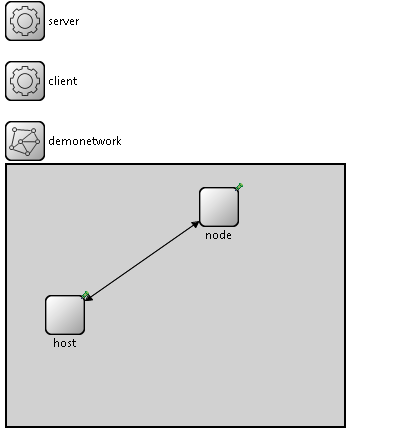 server
client
demonetwork
node
host